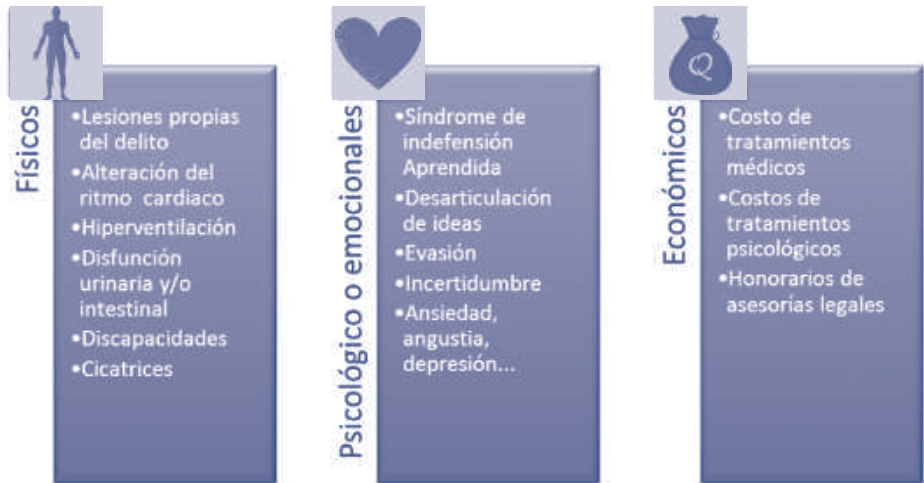 Físicos
•Lesiones propias
del delito
•Alteración del
ritmo cardiaco
•Hiperventilación
•Disfunción
urinaria y/o
intestinal
•Discapacidades
•Cicatrices
Psicológico o emocionales
•Síndrome de
indefensión
Aprendida
•Desarticulación
de ideas
•Evasión
•Incertidumbre
•Ansiedad,
angustia,
depresión...
Q
Económicos
•Costo de
tratamientos
médicos
•Costos de
tratamientos
psicológicos
•Honorarios de
asesorías legales